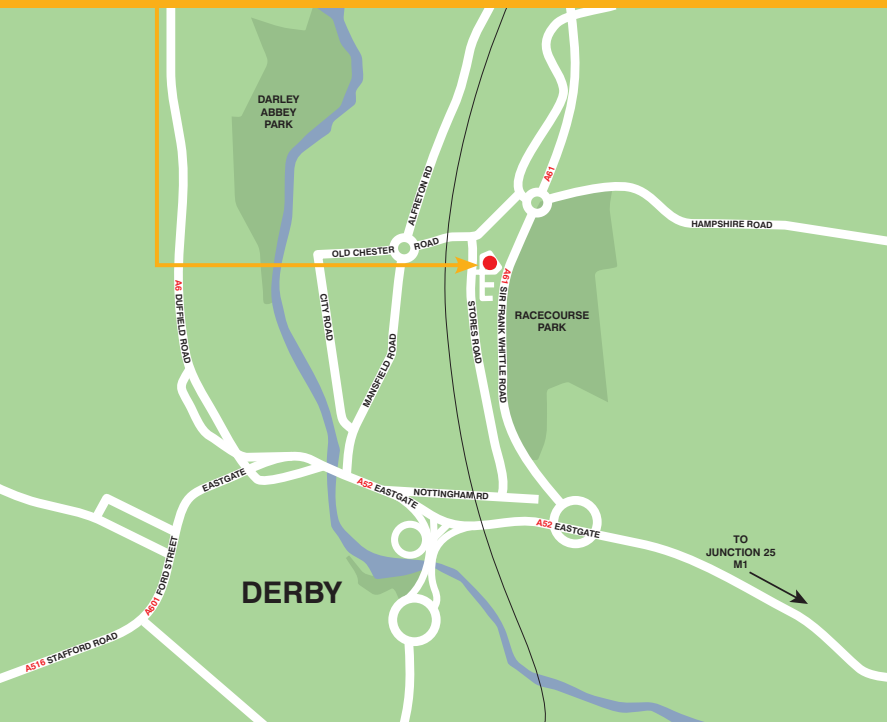 DARLEY
ABBEY
PARK
A61
ALFRETON RD
HAMPSHIRE ROAD
OLD CHESTER ROAD
A6 DUFFIELD ROAD
CITY ROAD
MANSFIELD ROAD
STORES ROAD
A61 SIR FRANK WHITTLE ROAD
RACECOURSE
PARK
EASTGATE
A52 EASTGATE
NOTTINGHAM RD
A52 EASTGATE
TO
JUNCTION 25
M1
A601 FORD STREET
DERBY
A516 STAFFORD ROAD